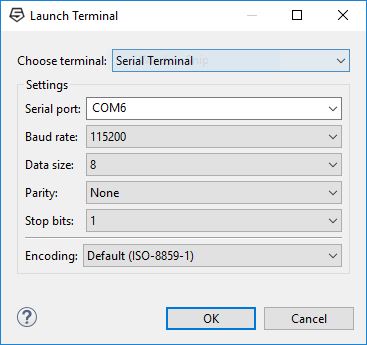 Launch Terminal
Choose terminal: Serial Terminal
Settings
Serial port: COM6
Baud rate: 115200
Data size: 8
Parity: None
Stop bits: 1
Encoding: Default (ISO-8859-1)
? OK Cancel